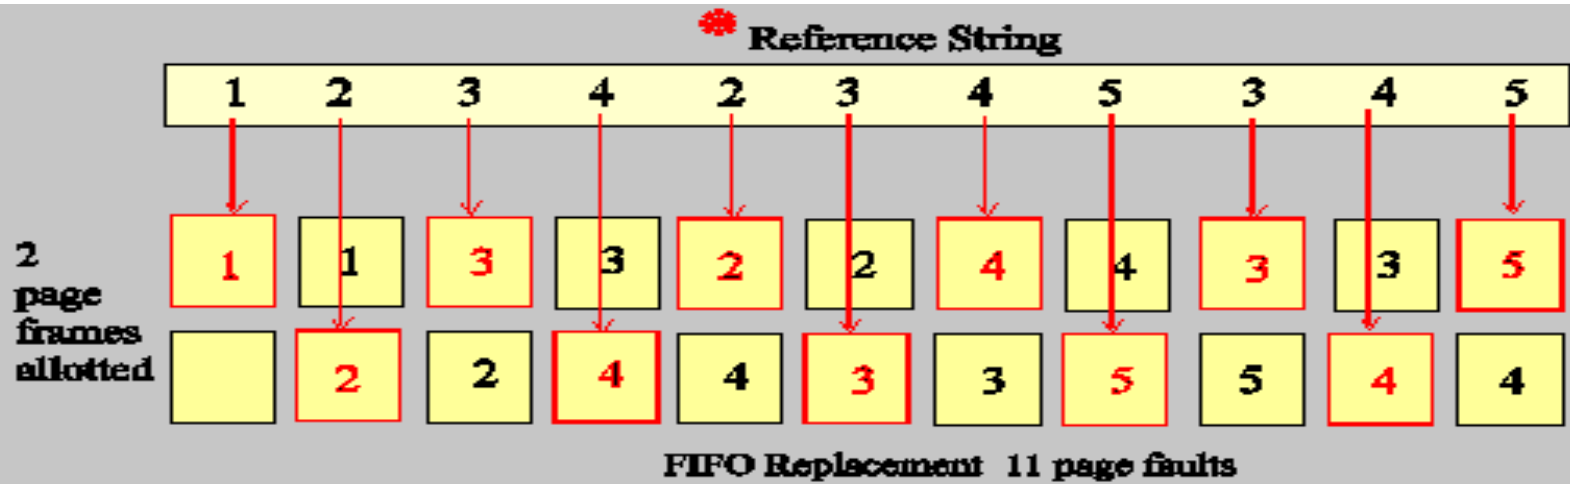 Reference String
1 2 3 4 2 3 4 5 3 4 5
1 1 3 3 2 2 4 4 3 3 5
2
page
frames
allotted
2 2 4 4 3 3 5 5 4 4
FIFO Replacement 11 page faults